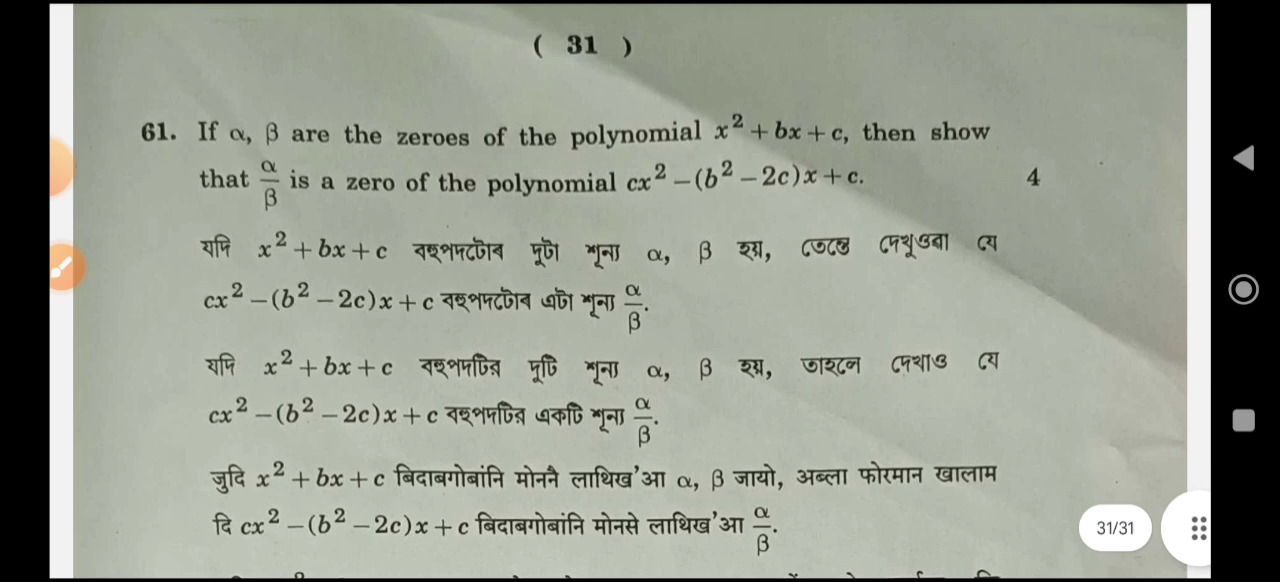 ( 31 )
61. If α, β are the zeroes of the polynomial x² + bx + c, then show
that α/β is a zero of the polynomial cx² – (b² – 2c)x + c. 4
যদি x² + bx + c বহুপদটোৰ দুটা শূন্য α, β হয়, তেন্তে দেখুওবা যে
cx² – (b² – 2c)x + c বহুপদটোৰ এটা শূন্য α/β.
যদি x² + bx + c বহুপদটির দুটি শূন্য α, β হয়, তাহলে দেখাও যে
cx² – (b² – 2c)x + c বহুপদটির একটি শূন্য α/β.
जुदि x² + bx + c बिदाबगोबांनि मोननै लाथिख'आ α, β जायो, अब्ला फोरमान खालाम
दि cx² – (b² – 2c)x + c बिदाबगोबांनि मोनसे लाथिख'आ α/β.
31/31